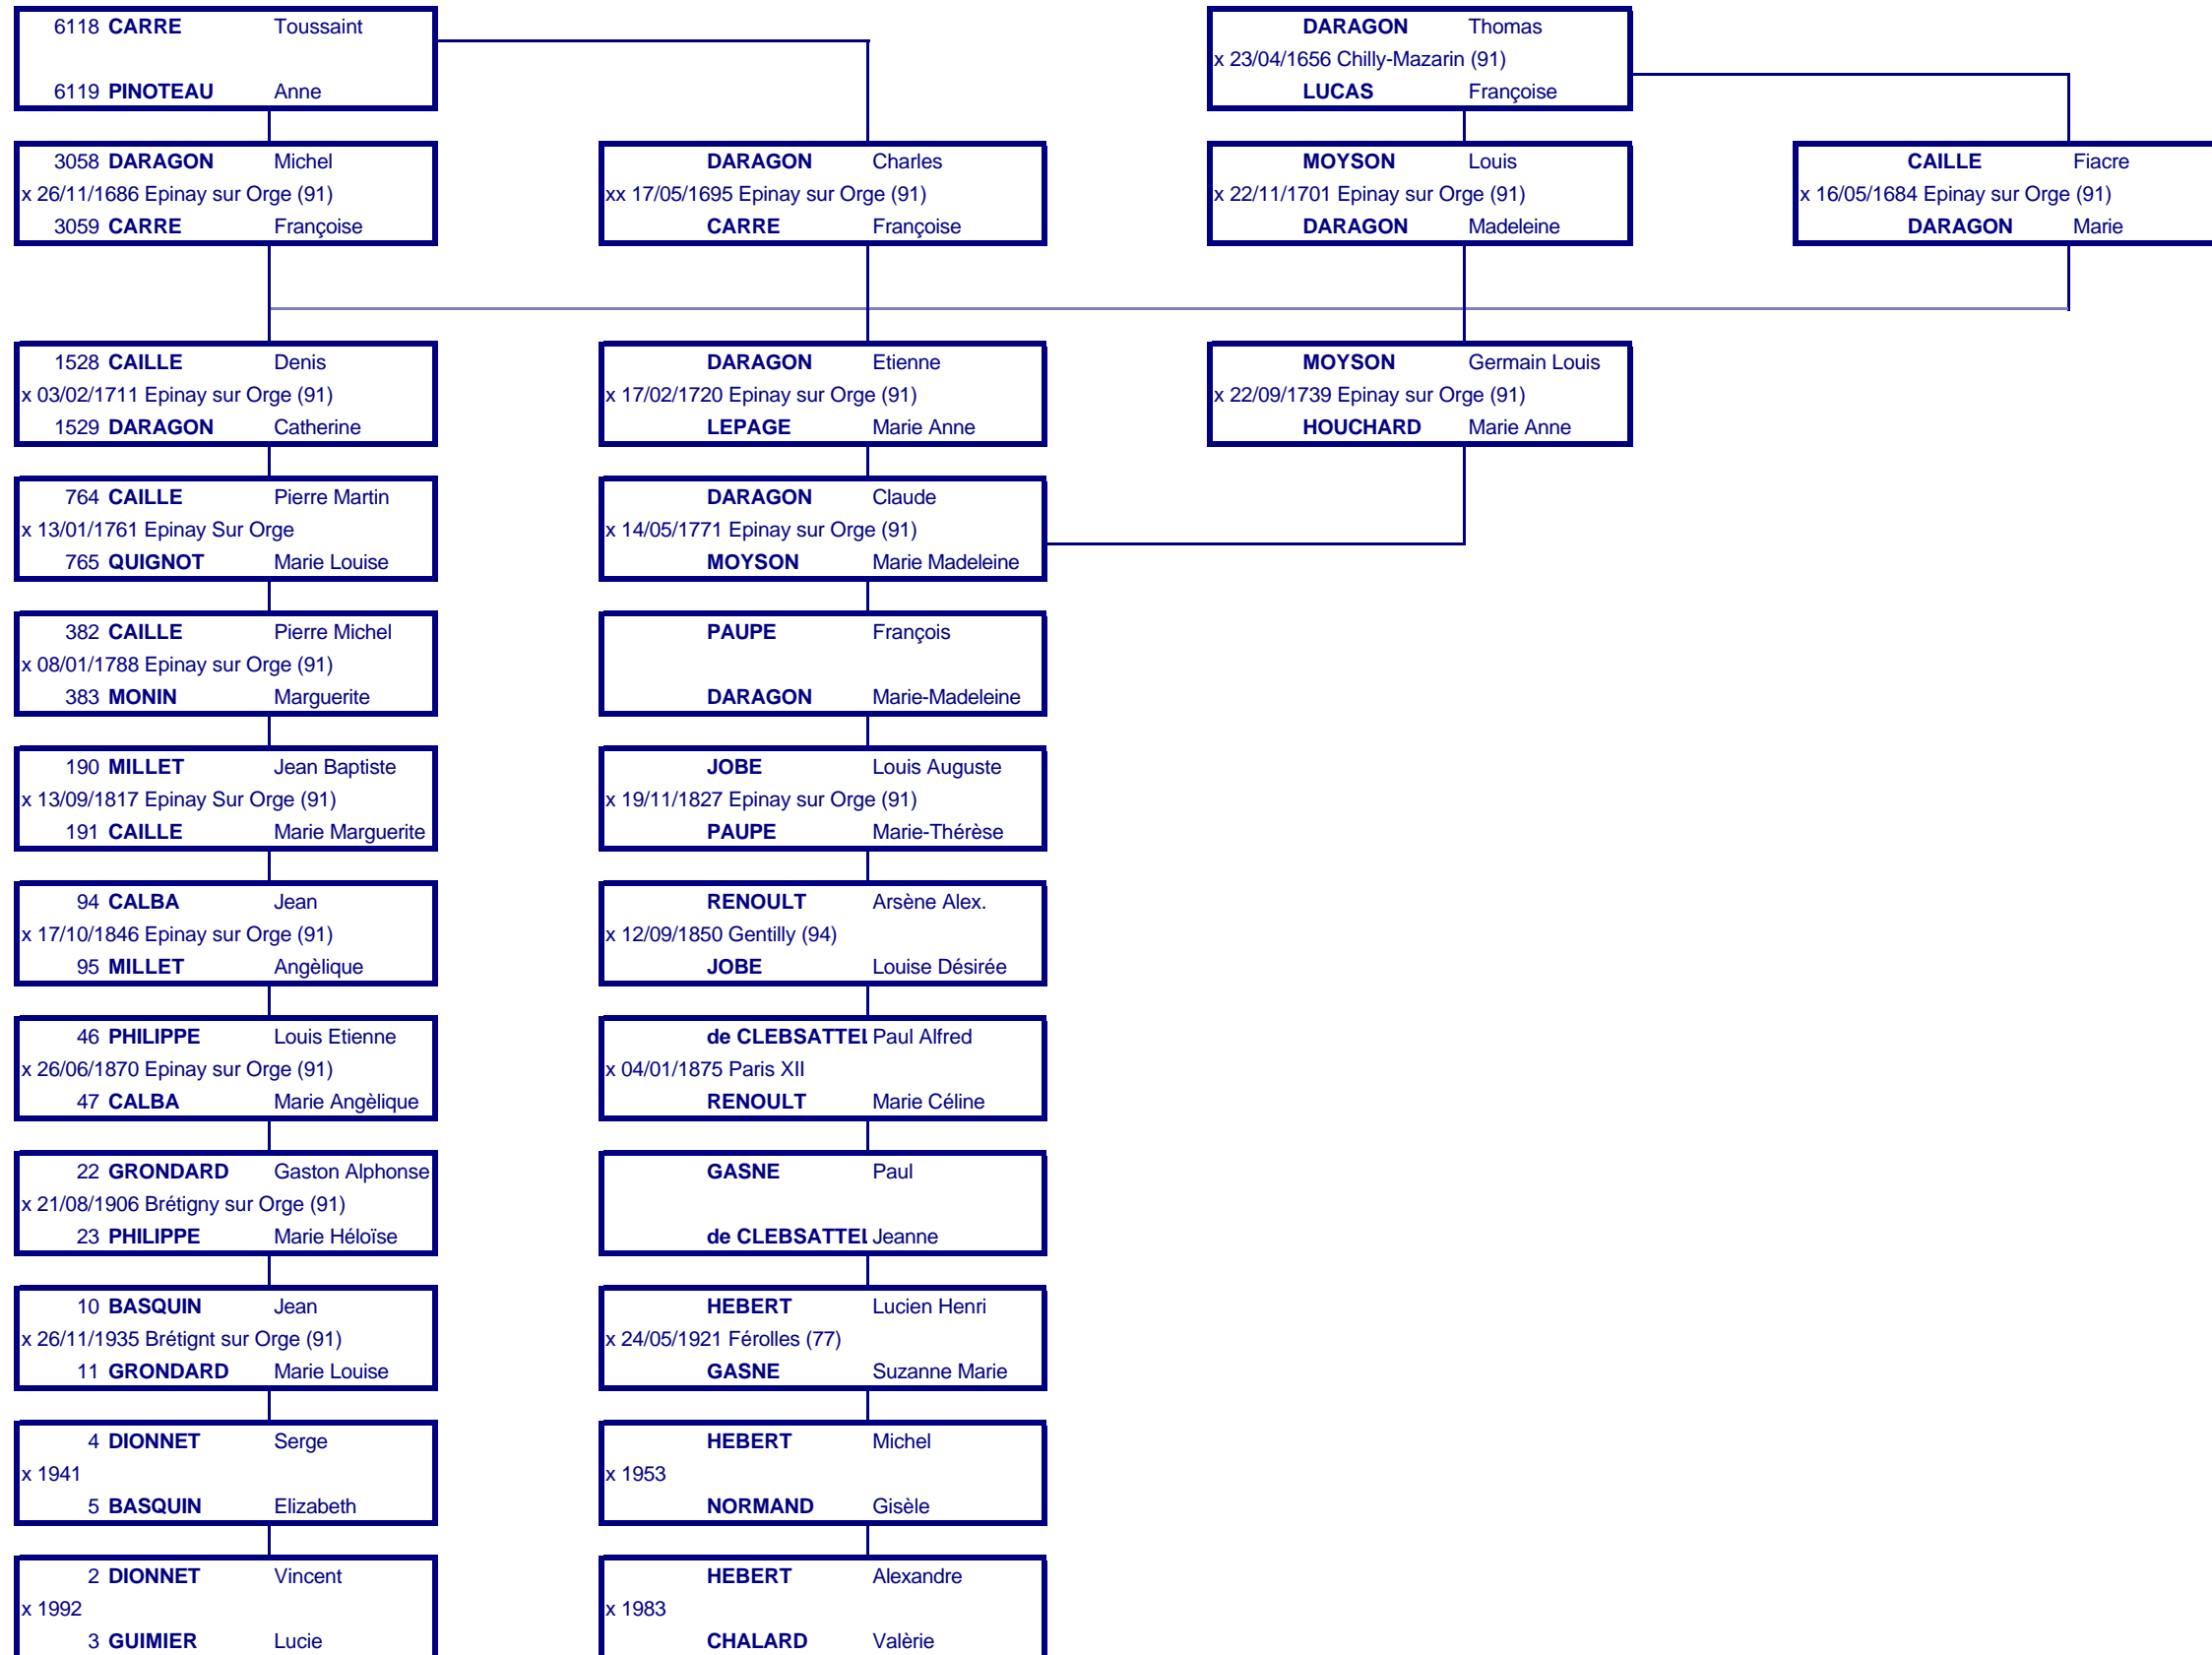 6118 CARRE Toussaint
6119 PINOTEAU Anne
DARAGON Thomas
x 23/04/1656 Chilly-Mazarin (91)
LUCAS Françoise
3058 DARAGON Michel
x 26/11/1686 Epinay sur Orge (91)
3059 CARRE Françoise
DARAGON Charles
xx 17/05/1695 Epinay sur Orge (91)
CARRE Françoise
MOYSON Louis
x 22/11/1701 Epinay sur Orge (91)
DARAGON Madeleine
CAILLE Fiacre
x 16/05/1684 Epinay sur Orge (91)
DARAGON Marie
1528 CAILLE Denis
x 03/02/1711 Epinay sur Orge (91)
1529 DARAGON Catherine
DARAGON Etienne
x 17/02/1720 Epinay sur Orge (91)
LEPAGE Marie Anne
MOYSON Germain Louis
x 22/09/1739 Epinay sur Orge (91)
HOUCHARD Marie Anne
764 CAILLE Pierre Martin
x 13/01/1761 Epinay Sur Orge
765 QUIGNOT Marie Louise
DARAGON Claude
x 14/05/1771 Epinay sur Orge (91)
MOYSON Marie Madeleine
382 CAILLE Pierre Michel
x 08/01/1788 Epinay sur Orge (91)
383 MONIN Marguerite
PAUPE François
DARAGON Marie-Madeleine
190 MILLET Jean Baptiste
x 13/09/1817 Epinay Sur Orge (91)
191 CAILLE Marie Marguerite
JOBE Louis Auguste
x 19/11/1827 Epinay sur Orge (91)
PAUPE Marie-Thérèse
94 CALBA Jean
x 17/10/1846 Epinay sur Orge (91)
95 MILLET Angèlique
RENOULT Arsène Alex.
x 12/09/1850 Gentilly (94)
JOBE Louise Désirée
46 PHILIPPE Louis Etienne
x 26/06/1870 Epinay sur Orge (91)
47 CALBA Marie Angèlique
de CLEBSATTEL Paul Alfred
x 04/01/1875 Paris XII
RENOULT Marie Céline
22 GRONDARD Gaston Alphonse
x 21/08/1906 Brétigny sur Orge (91)
23 PHILIPPE Marie Héloïse
GASNE Paul
de CLEBSATTEL Jeanne
10 BASQUIN Jean
x 26/11/1935 Brétignt sur Orge (91)
11 GRONDARD Marie Louise
HEBERT Lucien Henri
x 24/05/1921 Férolles (77)
GASNE Suzanne Marie
4 DIONNET Serge
x 1941
5 BASQUIN Elizabeth
HEBERT Michel
x 1953
NORMAND Gisèle
2 DIONNET Vincent
x 1992
3 GUIMIER Lucie
HEBERT Alexandre
x 1983
CHALARD Valèrie